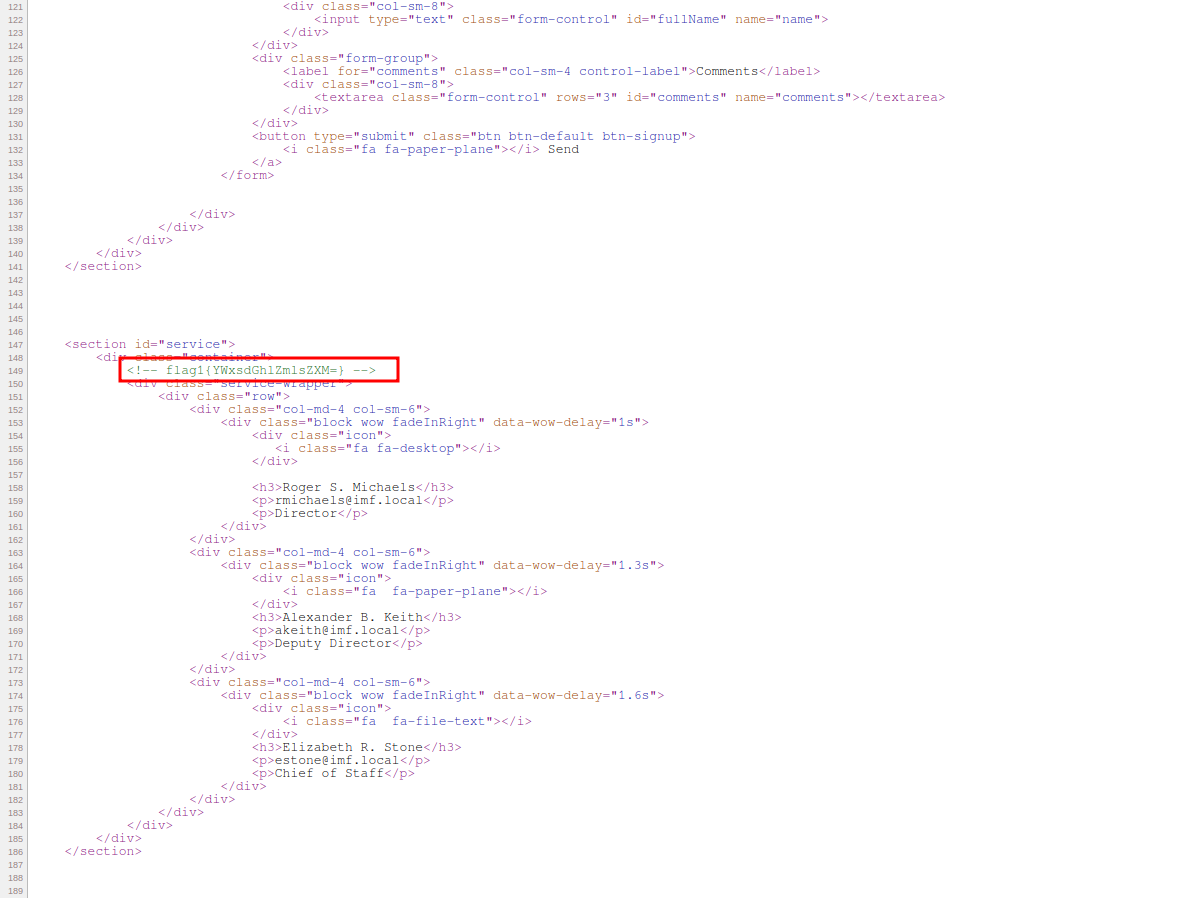 121 <div class="col-sm-8">
122 <input type="text" class="form-control" id="fullName" name="name">
123 </div>
124 </div>
125 <div class="form-group">
126 <label for="comments" class="col-sm-4 control-label">Comments</label>
127 <div class="col-sm-8">
128 <textarea class="form-control" rows="3" id="comments" name="comments"></textarea>
129 </div>
130 </div>
131 <button type="submit" class="btn btn-default btn-signup">
132 <i class="fa fa-paper-plane"></i> Send
133 </a>
134 </form>
135
136
137 </div>
138 </div>
139 </div>
140 </div>
141 </section>
142
143
144
145
146
147 <section id="service">
148 <div class="container">
149 <!-- flag1{YWxsdGhlZmlsZXM=} -->
150 <div class="service-wrapper">
151 <div class="row">
152 <div class="col-md-4 col-sm-6">
153 <div class="block wow fadeInRight" data-wow-delay="1s">
154 <div class="icon">
155 <i class="fa fa-desktop"></i>
156 </div>
157
158 <h3>Roger S. Michaels</h3>
159 <p>rmichaels@imf.local</p>
160 <p>Director</p>
161 </div>
162 </div>
163 <div class="col-md-4 col-sm-6">
164 <div class="block wow fadeInRight" data-wow-delay="1.3s">
165 <div class="icon">
166 <i class="fa  fa-paper-plane"></i>
167 </div>
168 <h3>Alexander B. Keith</h3>
169 <p>akeith@imf.local</p>
170 <p>Deputy Director</p>
171 </div>
172 </div>
173 <div class="col-md-4 col-sm-6">
174 <div class="block wow fadeInRight" data-wow-delay="1.6s">
175 <div class="icon">
176 <i class="fa  fa-file-text"></i>
177 </div>
178 <h3>Elizabeth R. Stone</h3>
179 <p>estone@imf.local</p>
180 <p>Chief of Staff</p>
181 </div>
182 </div>
183 </div>
184 </div>
185 </div>
186 </section>
187
188
189